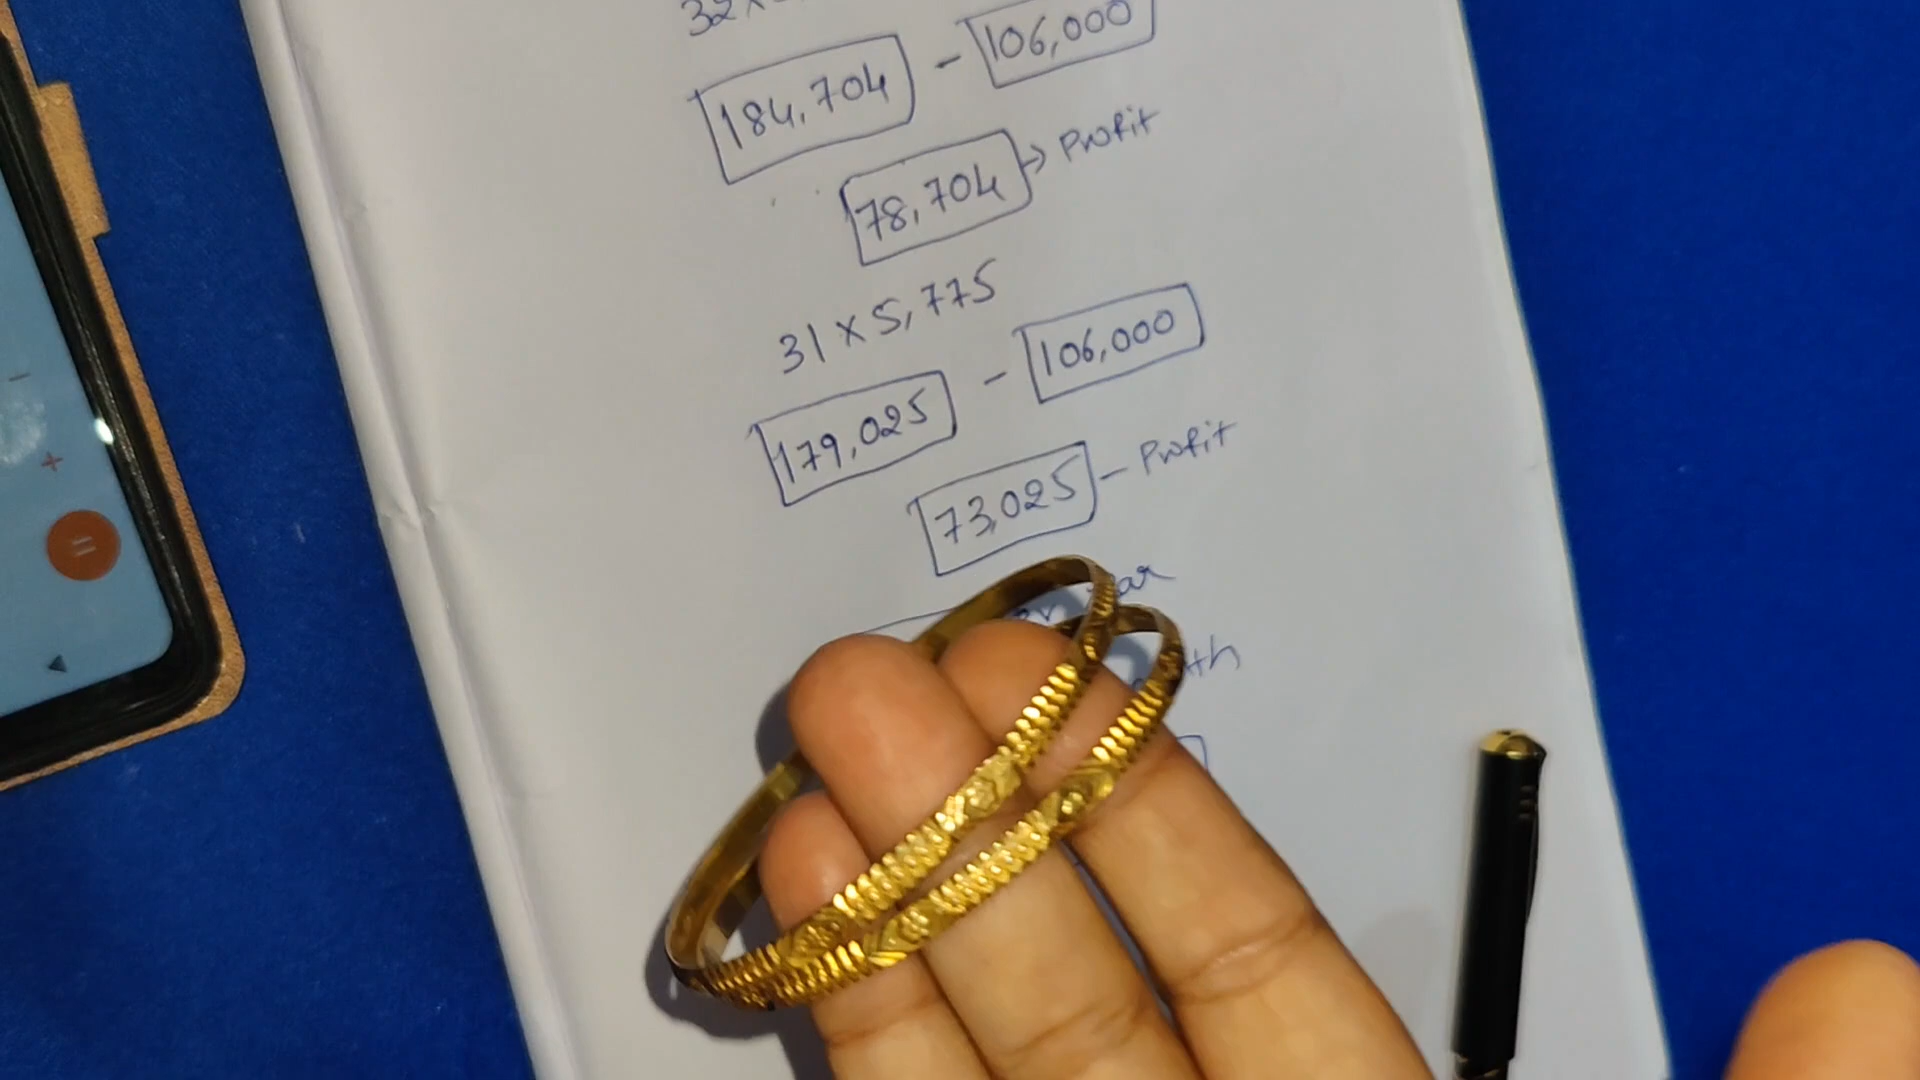 184,704 - 106,000
78,704 → Profit
31 x 5,775
179,025 - 106,000
73,025 - Profit